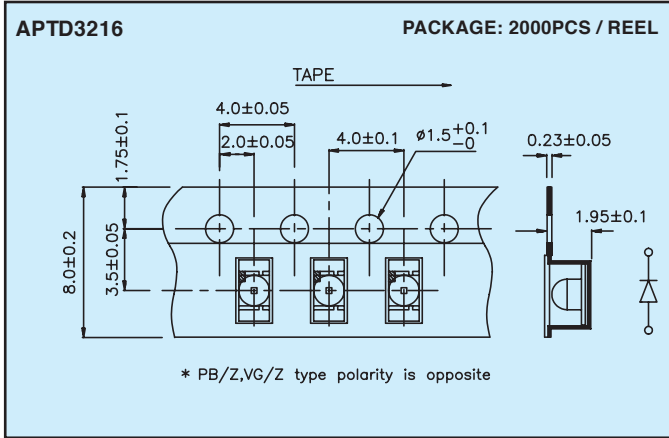 APTD3216
PACKAGE: 2000PCS / REEL
TAPE
4.0±0.05
2.0±0.05
4.0±0.1
ø1.5+0.1
-0
0.23±0.05
1.75±0.1
1.95±0.1
8.0±0.2
3.5±0.05
* PB/Z,VG/Z type polarity is opposite